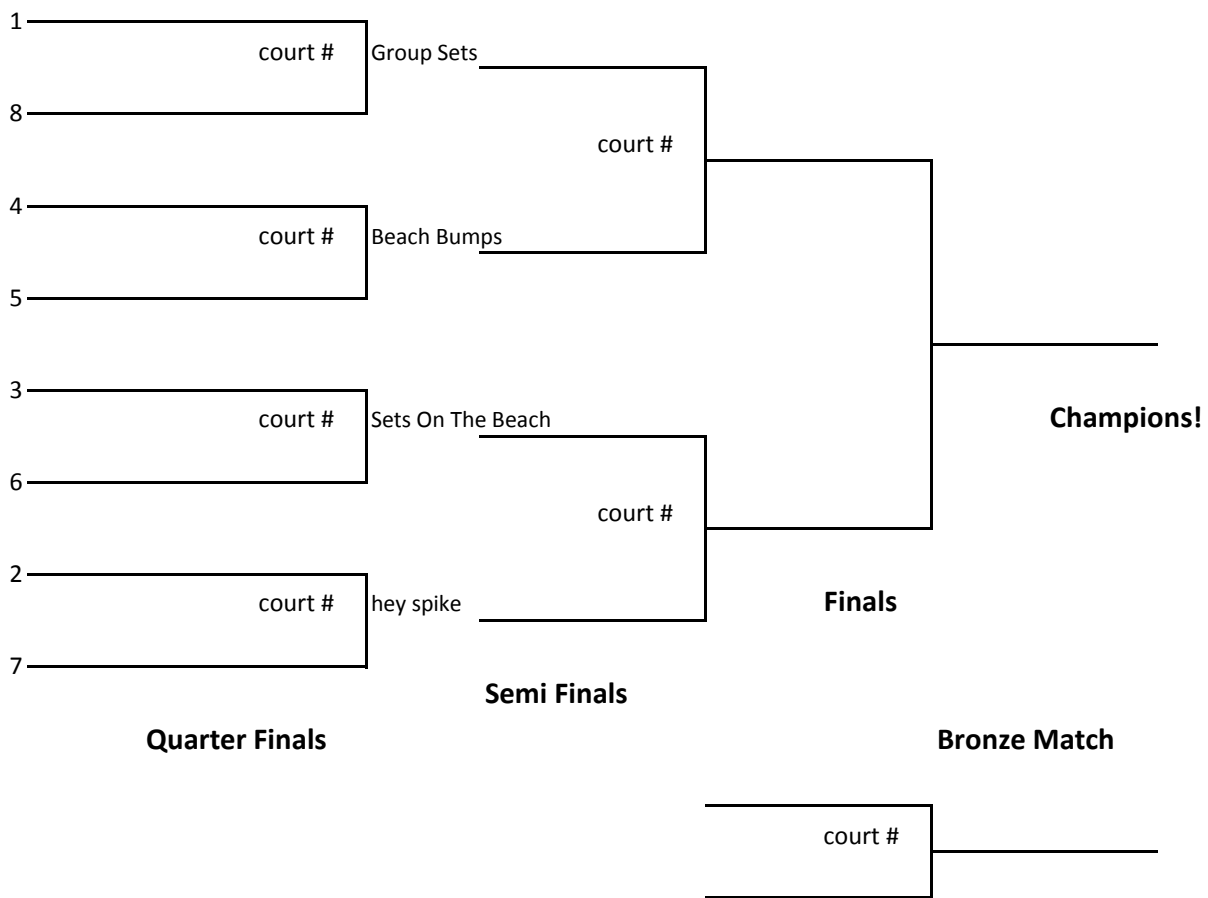 1
court #
Group Sets
8
court #
4
court #
Beach Bumps
5
3
court #
Sets On The Beach
Champions!
6
court #
2
court #
hey spike
Finals
7
Semi Finals
Quarter Finals
Bronze Match
court #